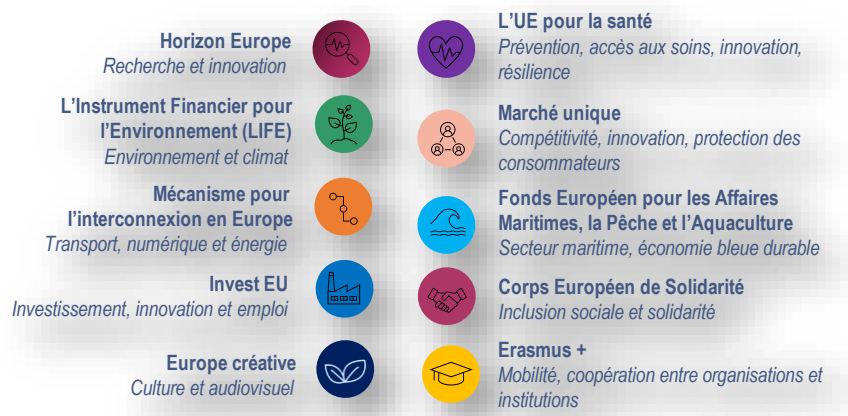 Horizon Europe
Recherche et innovation
L'Instrument Financier pour
l'Environnement (LIFE)
Environnement et climat
Mécanisme pour
l'interconnexion en Europe
Transport, numérique et énergie
Invest EU
Investissement, innovation et emploi
Europe créative
Culture et audiovisuel
L'UE pour la santé
Prévention, accès aux soins, innovation,
résilience
Marché unique
Compétitivité, innovation, protection des
consommateurs
Fonds Européen pour les Affaires
Maritimes, la Pêche et l'Aquaculture
Secteur maritime, économie bleue durable
Corps Européen de Solidarité
Inclusion sociale et solidarité
Erasmus +
Mobilité, coopération entre organisations et
institutions